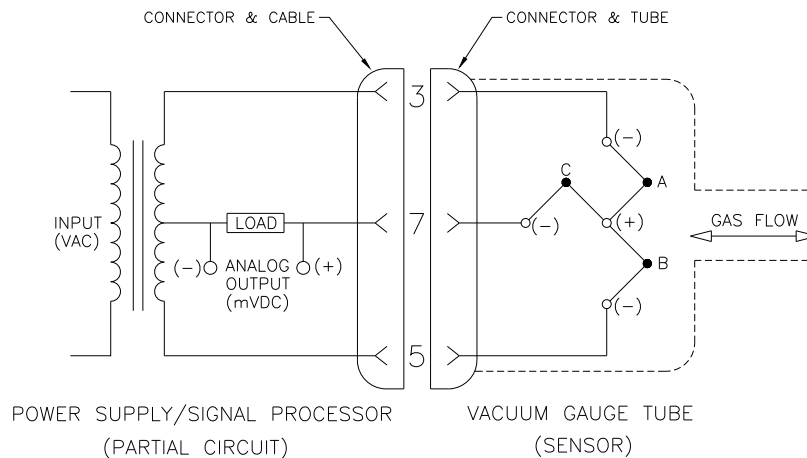 CONNECTOR & CABLE
CONNECTOR & TUBE
3
(-)
C
A
INPUT
(VAC)
LOAD
7
(-)
(+)
GAS FLOW
(-)
ANALOG
OUTPUT
(mVDC)
(+)
B
(-)
5
POWER SUPPLY/SIGNAL PROCESSOR
(PARTIAL CIRCUIT)
VACUUM GAUGE TUBE
(SENSOR)